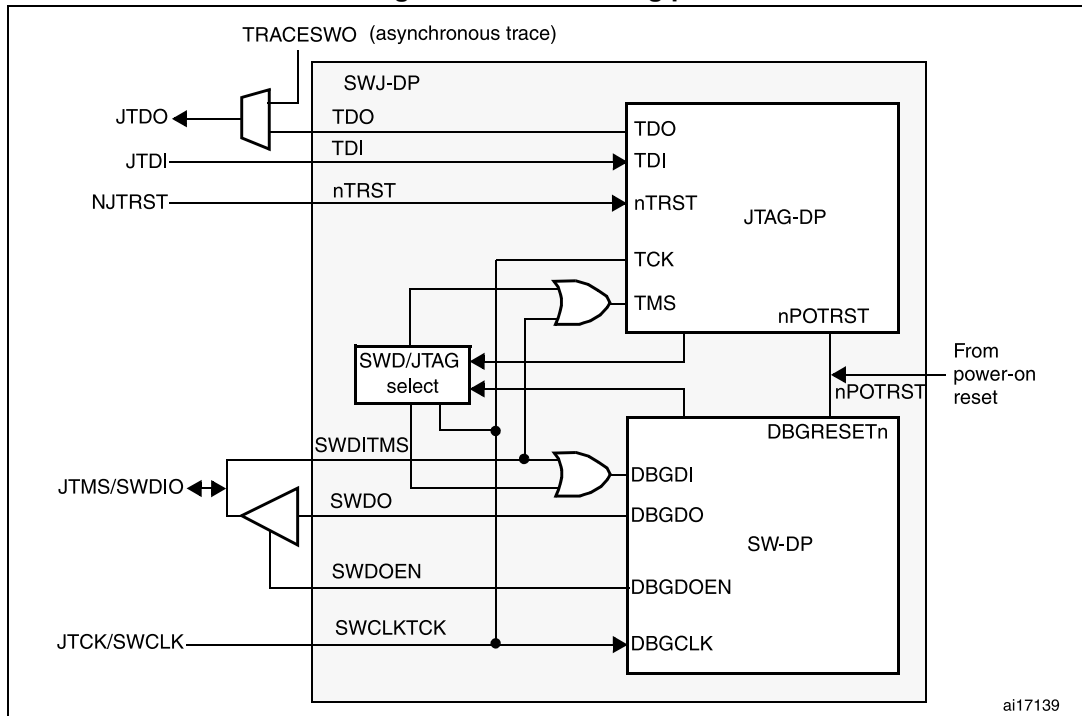 TRACESWO (asynchronous trace)
SWJ-DP
JTDO
TDO
TDO
JTDI
TDI
TDI
NJTRST
nTRST
nTRST
JTAG-DP
TCK
TMS
nPOTRST
SWD/JTAG
select
From
power-on
reset
nPOTRST
DBGRESETn
SWDITMS
DBGDI
JTMS/SWDIO
SWDO
DBGDO
SW-DP
SWDOEN
DBGDOEN
JTCK/SWCLK
SWCLKTCK
DBGCLK
ai17139